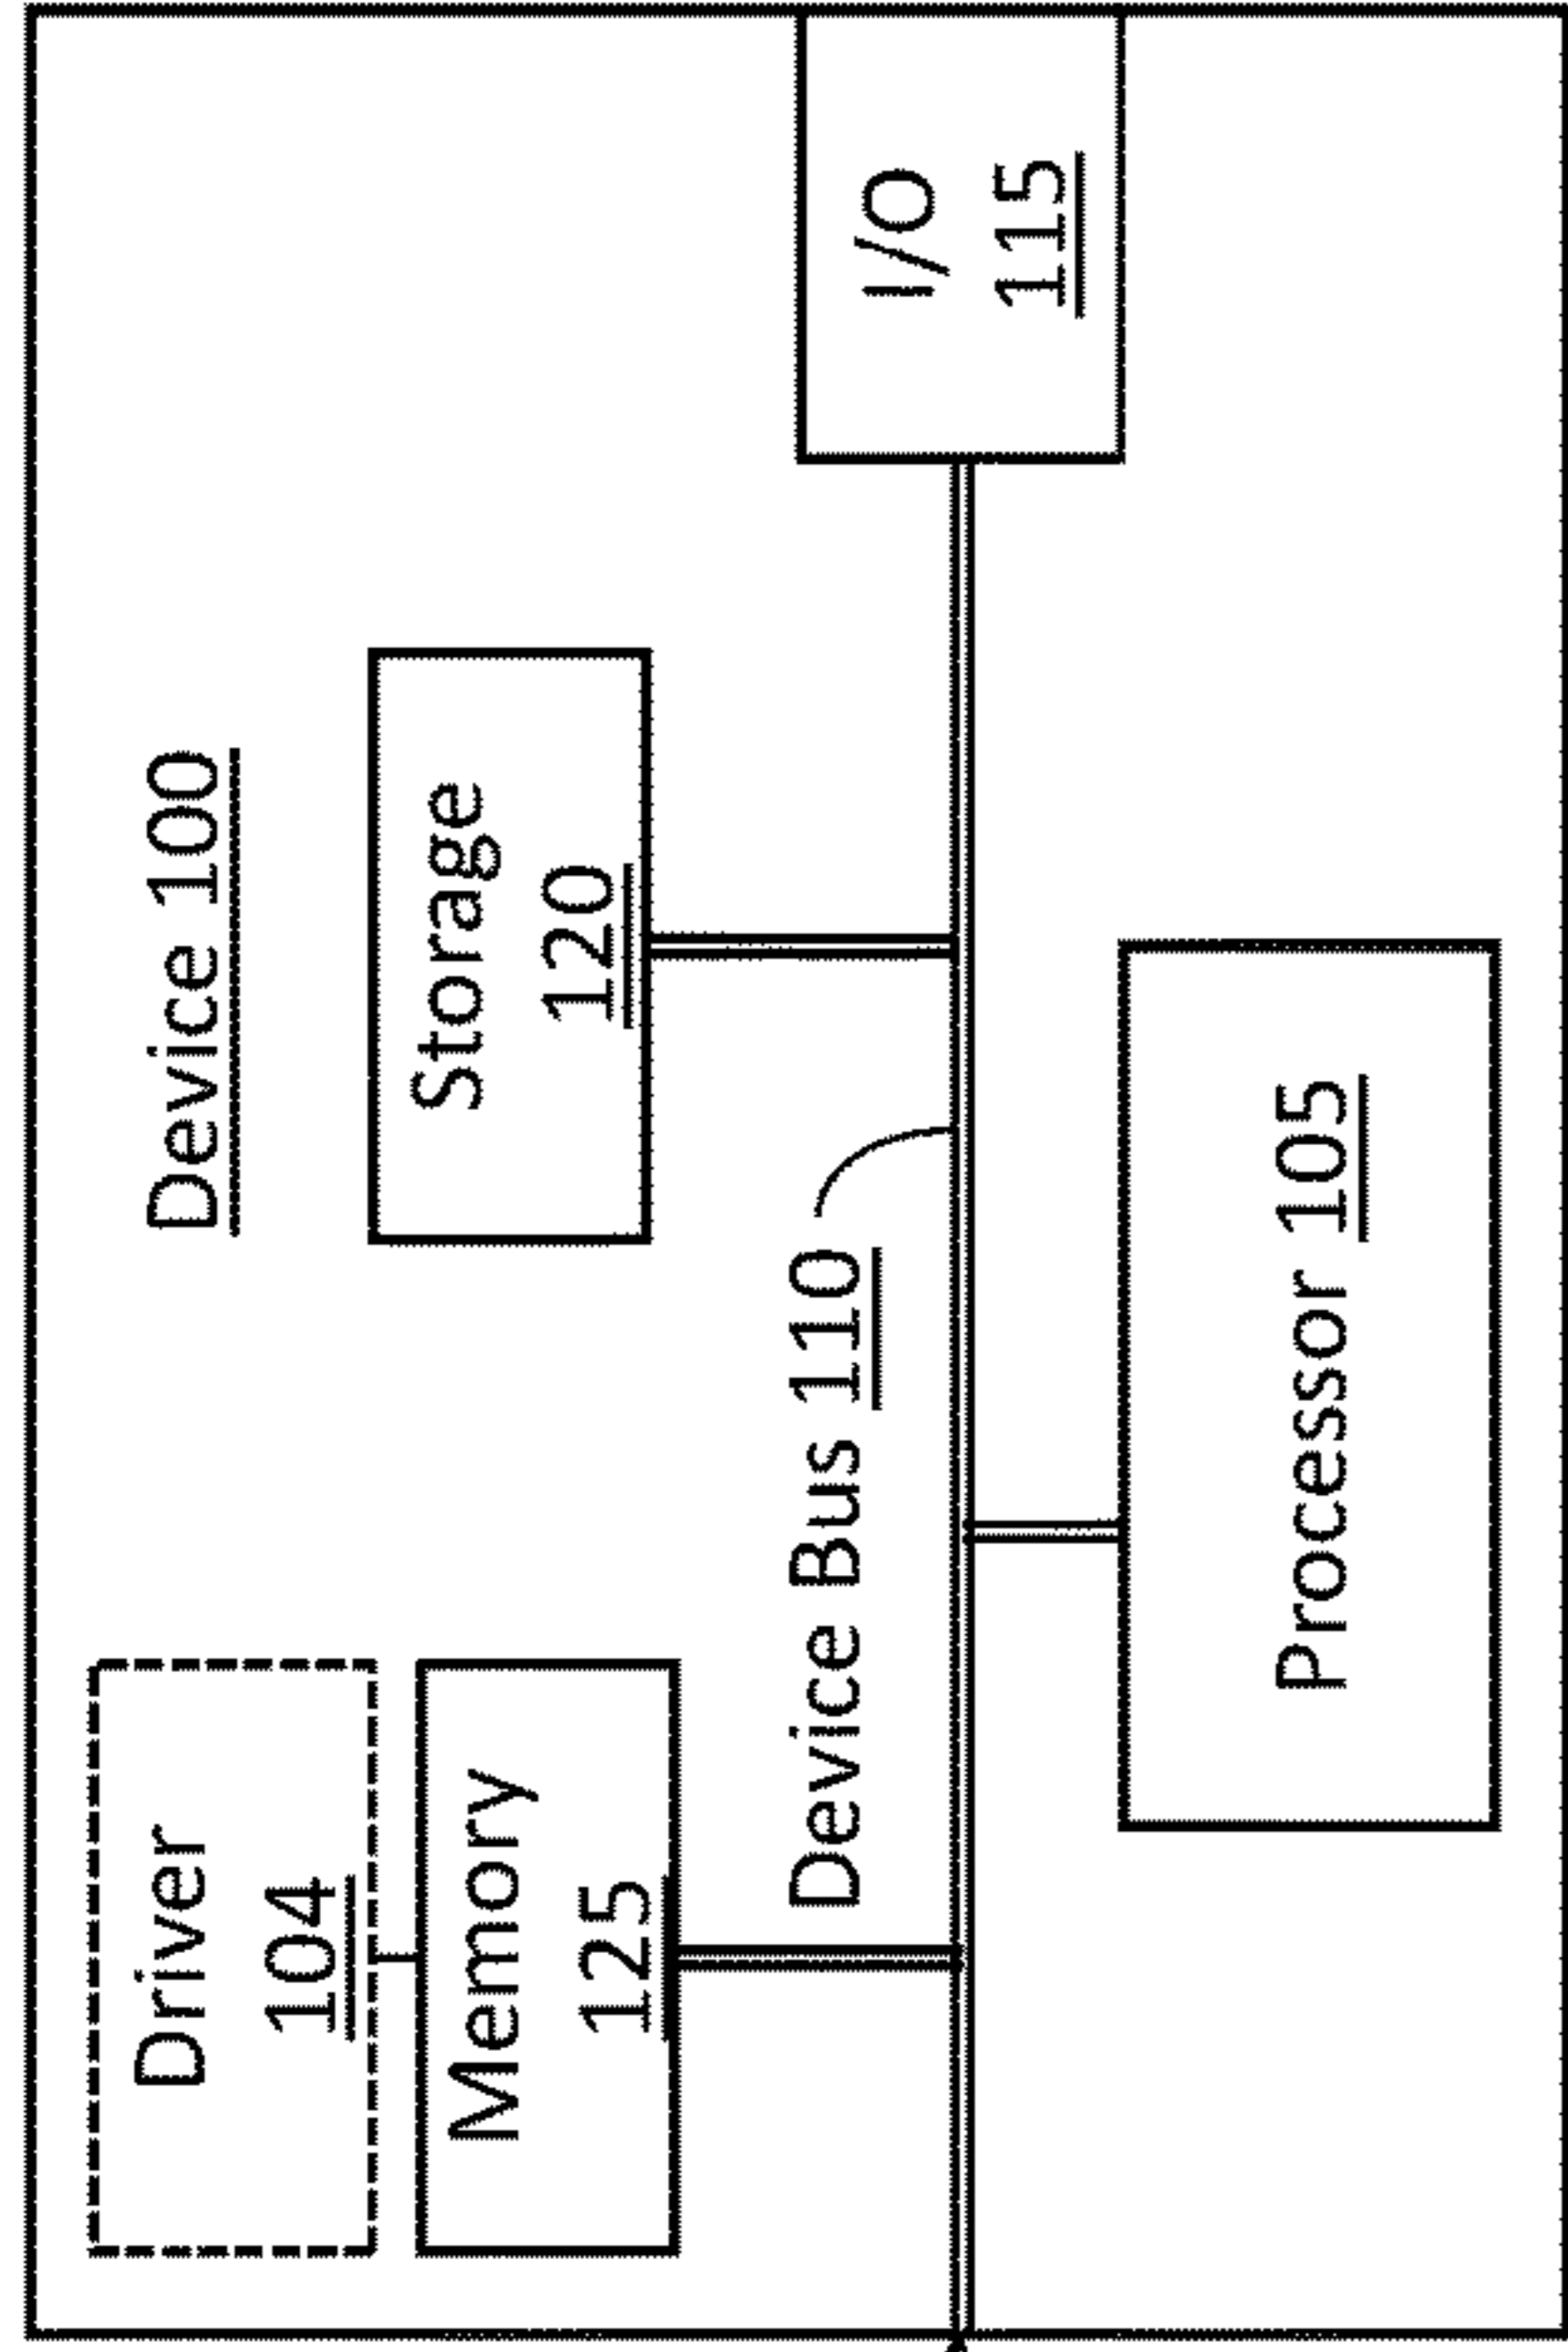 Device 100
Driver
104
Memory
125
Storage
120
Device Bus 110
I/O
115
Processor 105